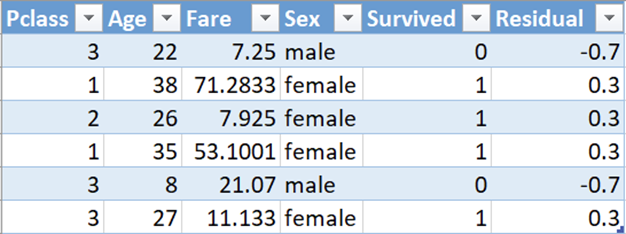 Pclass Age Fare Sex Survived Residual
3 22 7.25 male 0 -0.7
1 38 71.2833 female 1 0.3
2 26 7.925 female 1 0.3
1 35 53.1001 female 1 0.3
3 8 21.07 male 0 -0.7
3 27 11.133 female 1 0.3